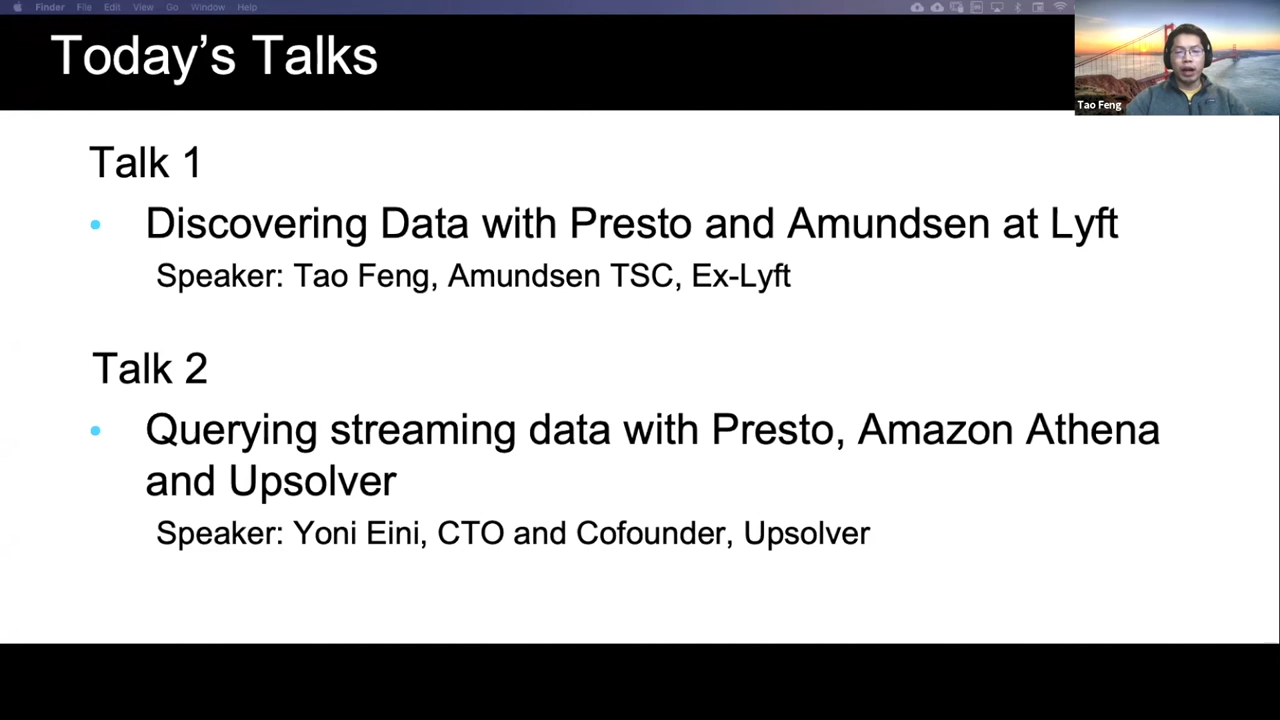 Finder File Edit View Go Window Help
Today’s Talks
Tao Feng
Talk 1
• Discovering Data with Presto and Amundsen at Lyft
Speaker: Tao Feng, Amundsen TSC, Ex-Lyft
Talk 2
• Querying streaming data with Presto, Amazon Athena
and Upsolver
Speaker: Yoni Eini, CTO and Cofounder, Upsolver